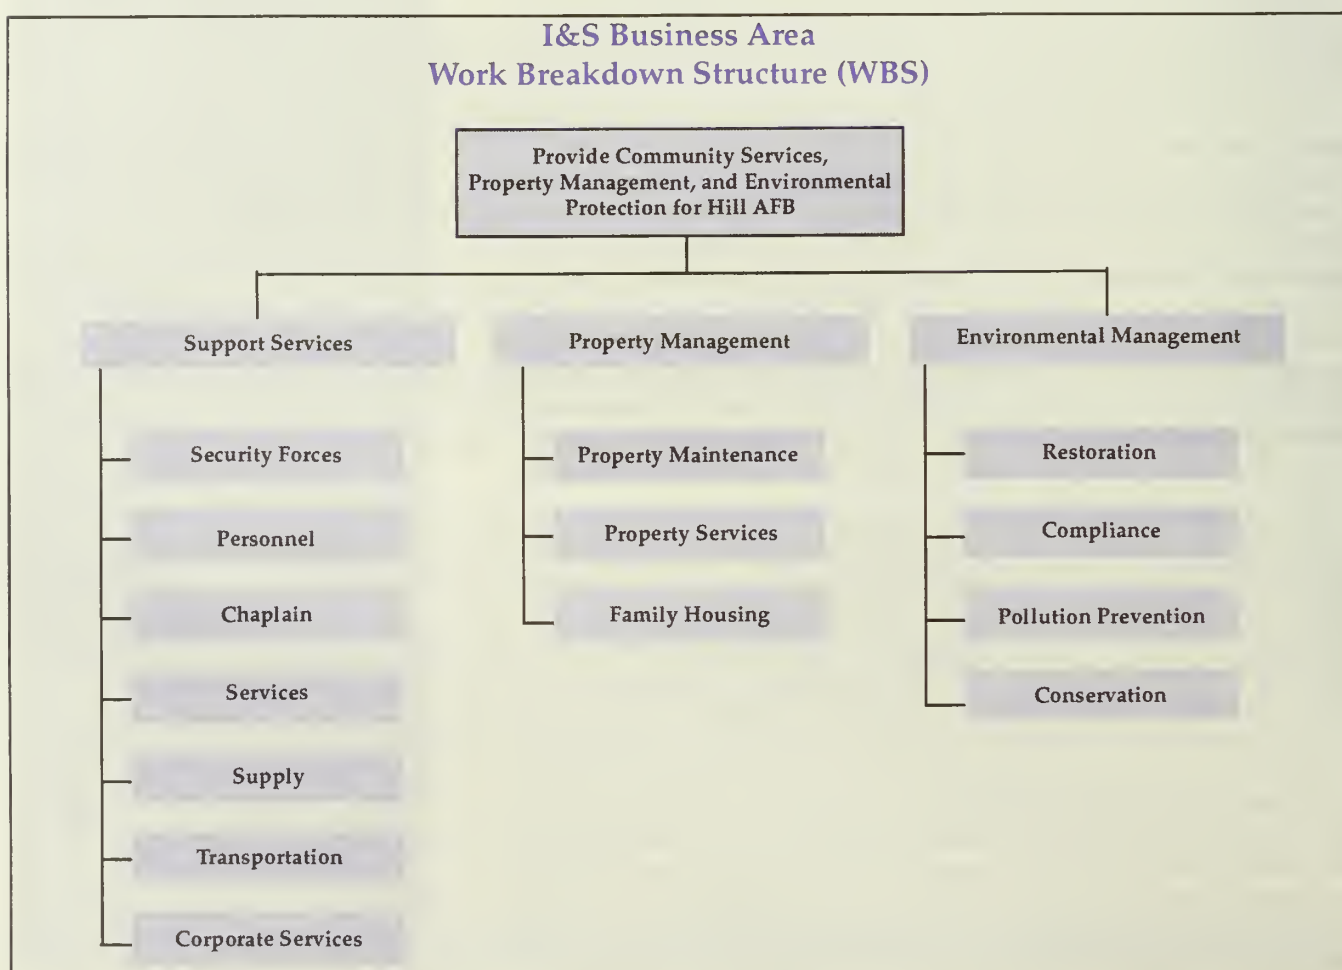 I&S Business Area
Work Breakdown Structure (WBS)
Provide Community Services,
Property Management, and Environmental
Protection for Hill AFB
Support Services
Security Forces
Personnel
Chaplain
Services
Supply
Transportation
Corporate Services
Property Management
Property Maintenance
Property Services
Family Housing
Environmental Management
Restoration
Compliance
Pollution Prevention
Conservation